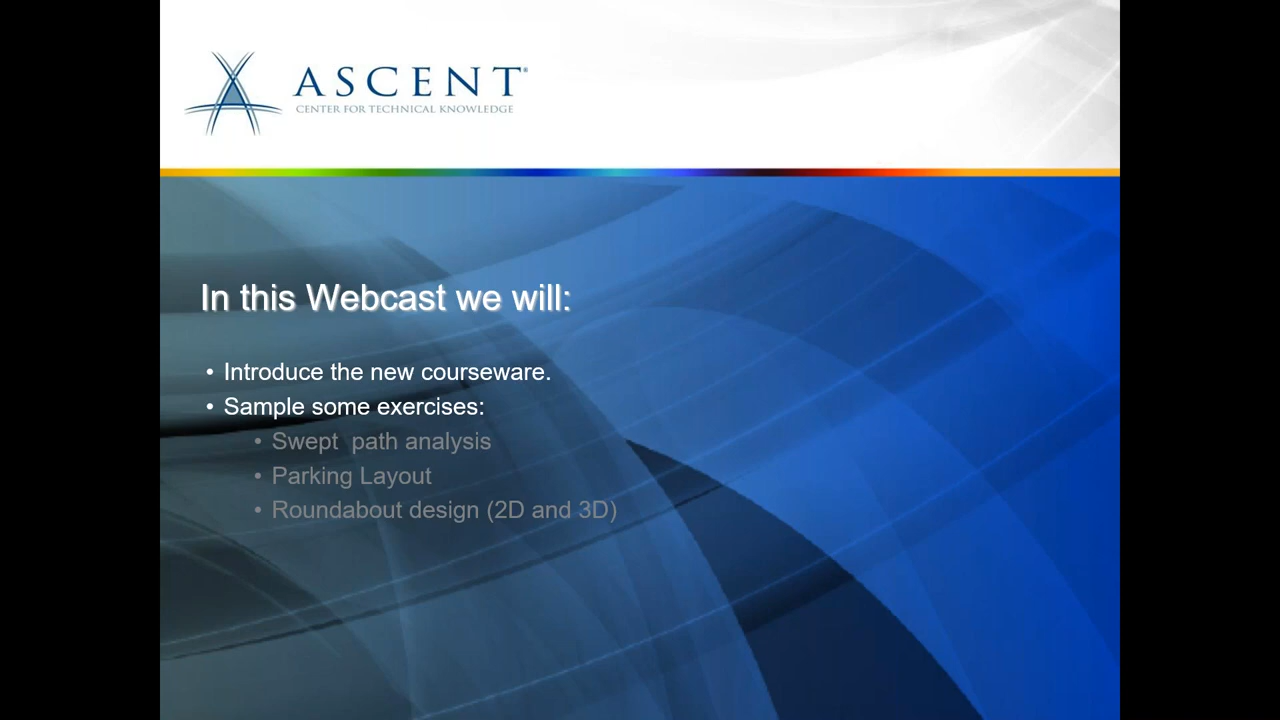 ASCENT®
CENTER FOR TECHNICAL KNOWLEDGE
In this Webcast we will:
• Introduce the new courseware.
• Sample some exercises:
• Swept path analysis
• Parking Layout
• Roundabout design (2D and 3D)